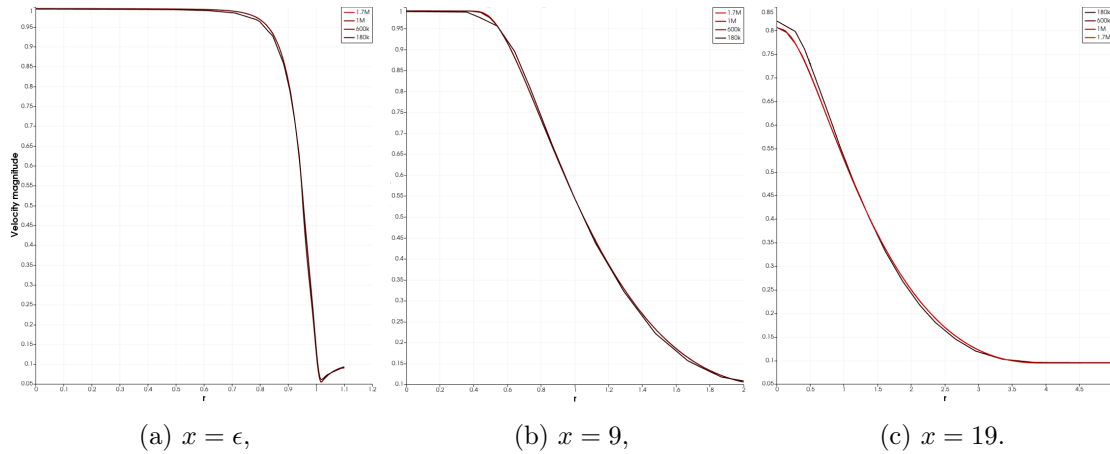 1.7M
1M
600k
180k
Velocity magnitude
1
0.95
0.9
0.85
0.8
0.75
0.7
0.65
0.6
0.55
0.5
0.45
0.4
0.35
0.3
0.25
0.2
0.15
0.1
0.05
0 0.1 0.2 0.3 0.4 0.5 0.6 0.7 0.8 0.9 1 1.1 1.2
r
(a) x = ϵ,
1.7M
1M
600k
180k
1
0.95
0.9
0.85
0.8
0.75
0.7
0.65
0.6
0.55
0.5
0.45
0.4
0.35
0.3
0.25
0.2
0.15
0.1
0 0.2 0.4 0.6 0.8 1 1.2 1.4 1.6 1.8 2
r
(b) x = 9,
180k
600k
1M
1.7M
0.85
0.8
0.75
0.7
0.65
0.6
0.55
0.5
0.45
0.4
0.35
0.3
0.25
0.2
0.15
0.1
0.05
0 0.5 1 1.5 2 2.5 3 3.5 4 4.5
r
(c) x = 19.